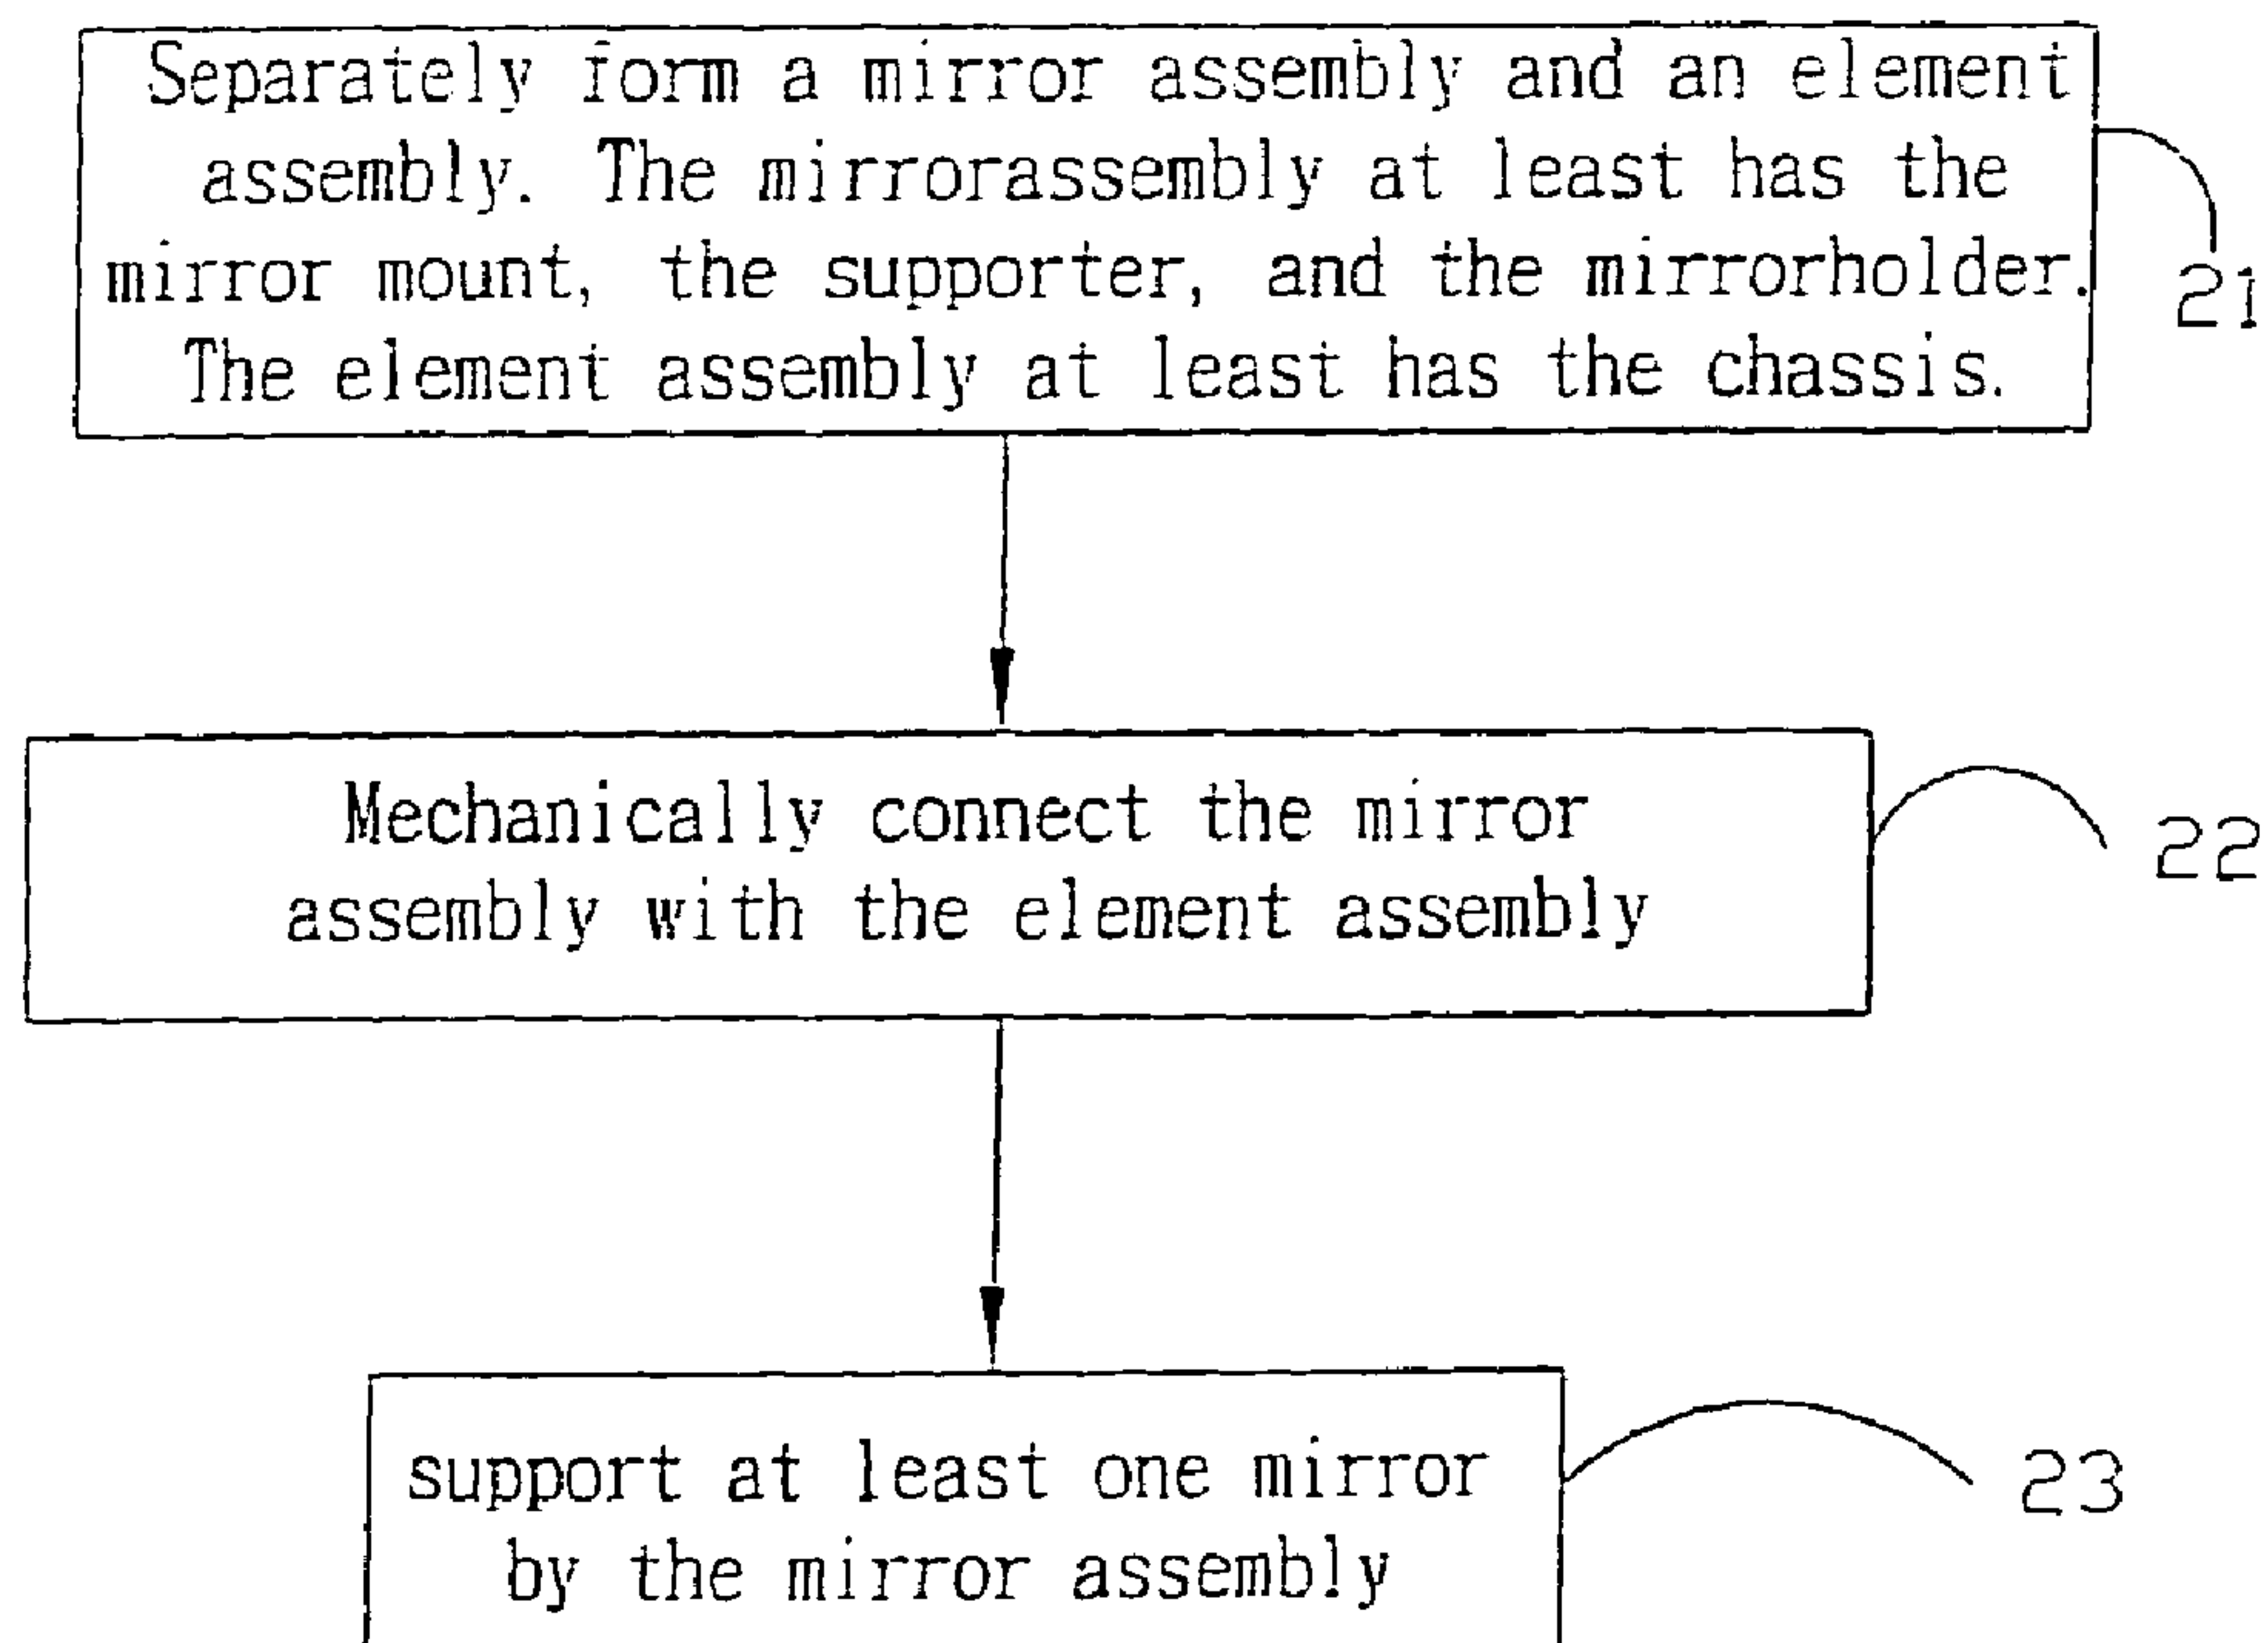 Separately form a mirror assembly and an element
assembly. The mirrorassembly at least has the
mirror mount, the supporter, and the mirrorholder.
The element assembly at least has the chassis.
21
Mechanically connect the mirror
assembly with the element assembly
22
support at least one mirror
by the mirror assembly
23